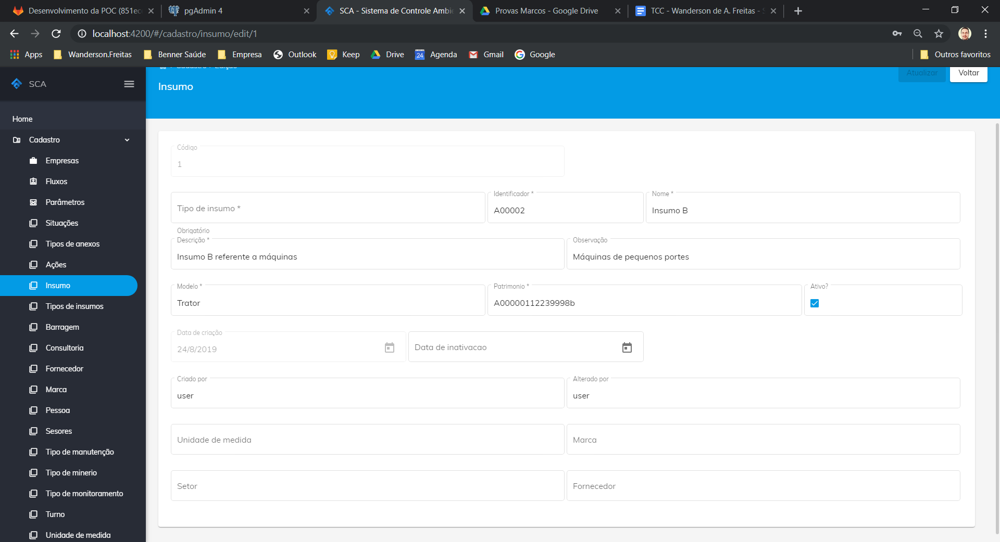 Desenvolvimento da POC (851ec
pgAdmin 4
SCA - Sistema de Controle Ambie
Provas Marcos - Google Drive
TCC - Wanderson de A. Freitas - S
localhost:4200/#/cadastro/insumo/edit/1
Apps
Wanderson.Freitas
Benner Saúde
Empresa
Outlook
Keep
Drive
24
Agenda
Gmail
Google
Outros favoritos
SCA
Cadastro
Edição
Insumo
Atualizar
Voltar
Home
Cadastro
Empresas
Fluxos
Parâmetros
Situações
Tipos de anexos
Ações
Insumo
Tipos de insumos
Barragem
Consultoria
Fornecedor
Marca
Pessoa
Sesores
Tipo de manutenção
Tipo de minerio
Tipo de monitoramento
Turno
Unidade de medida
Código
1
Tipo de insumo *
Obrigatório
Identificador *
A00002
Nome *
Insumo B
Descrição *
Insumo B referente a máquinas
Observação
Máquinas de pequenos portes
Modelo *
Trator
Patrimonio *
A00000112239998b
Ativo?
Data de criação
24/8/2019
Data de inativacao
Criado por
user
Alterado por
user
Unidade de medida
Marca
Setor
Fornecedor